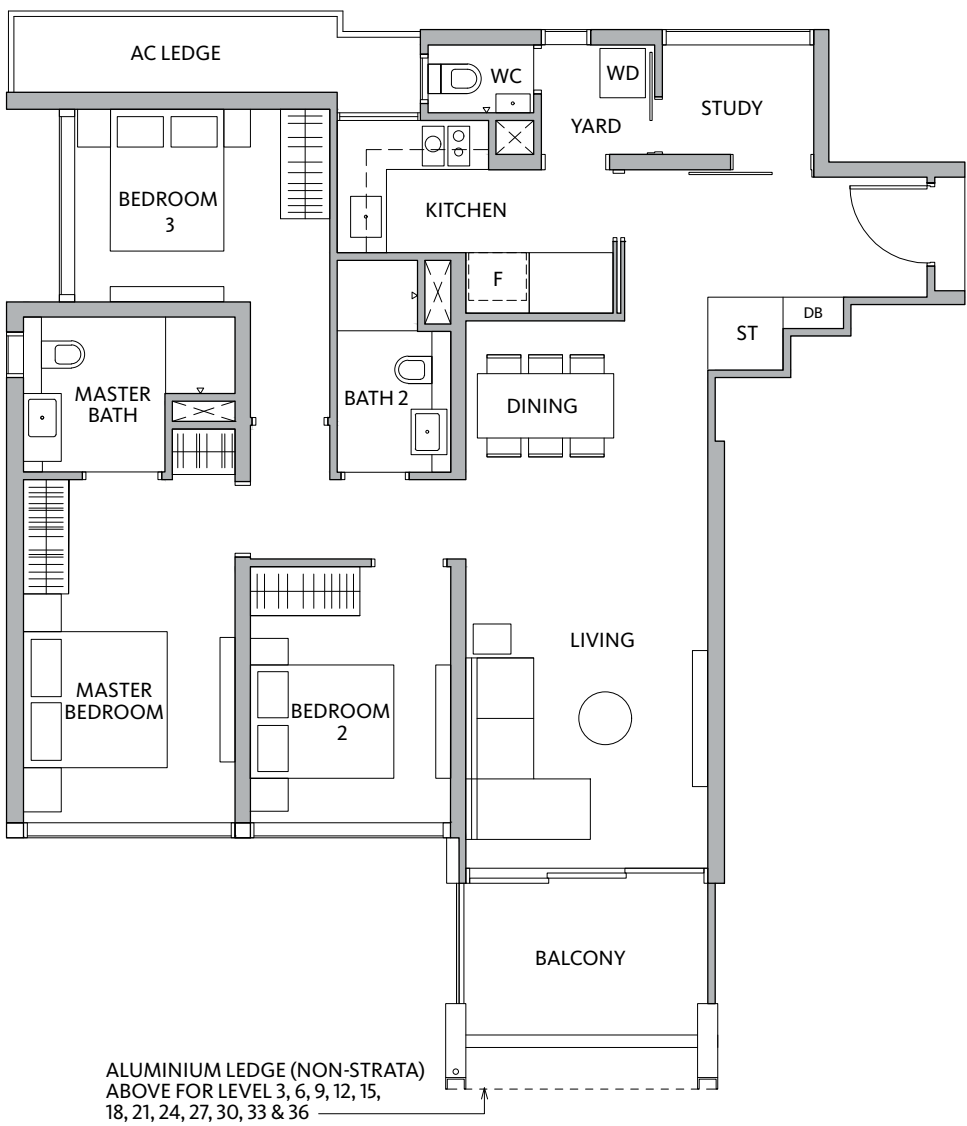 AC LEDGE
WC
WD
STUDY
YARD
BEDROOM
3
KITCHEN
F
DB
ST
MASTER
BATH
BATH 2
DINING
LIVING
MASTER
BEDROOM
BEDROOM
2
BALCONY
ALUMINIUM LEDGE (NON-STRATA)
ABOVE FOR LEVEL 3, 6, 9, 12, 15,
18, 21, 24, 27, 30, 33 & 36